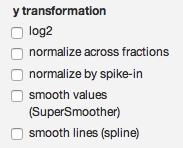 y transformation
log2
normalize across fractions
normalize by spike-in
smooth values
(SuperSmoother)
smooth lines (spline)